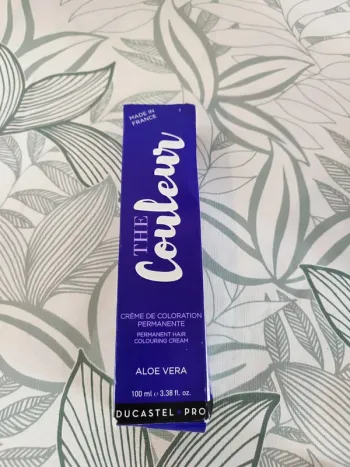 MADE IN
FRANCE
THE
Couleur
CRÈME DE COLORATION
PERMANENTE
PERMANENT HAIR
COLOURING CREAM
ALOE VERA
100 ml ℮ 3.38 fl. oz.
DUCASTEL PRO